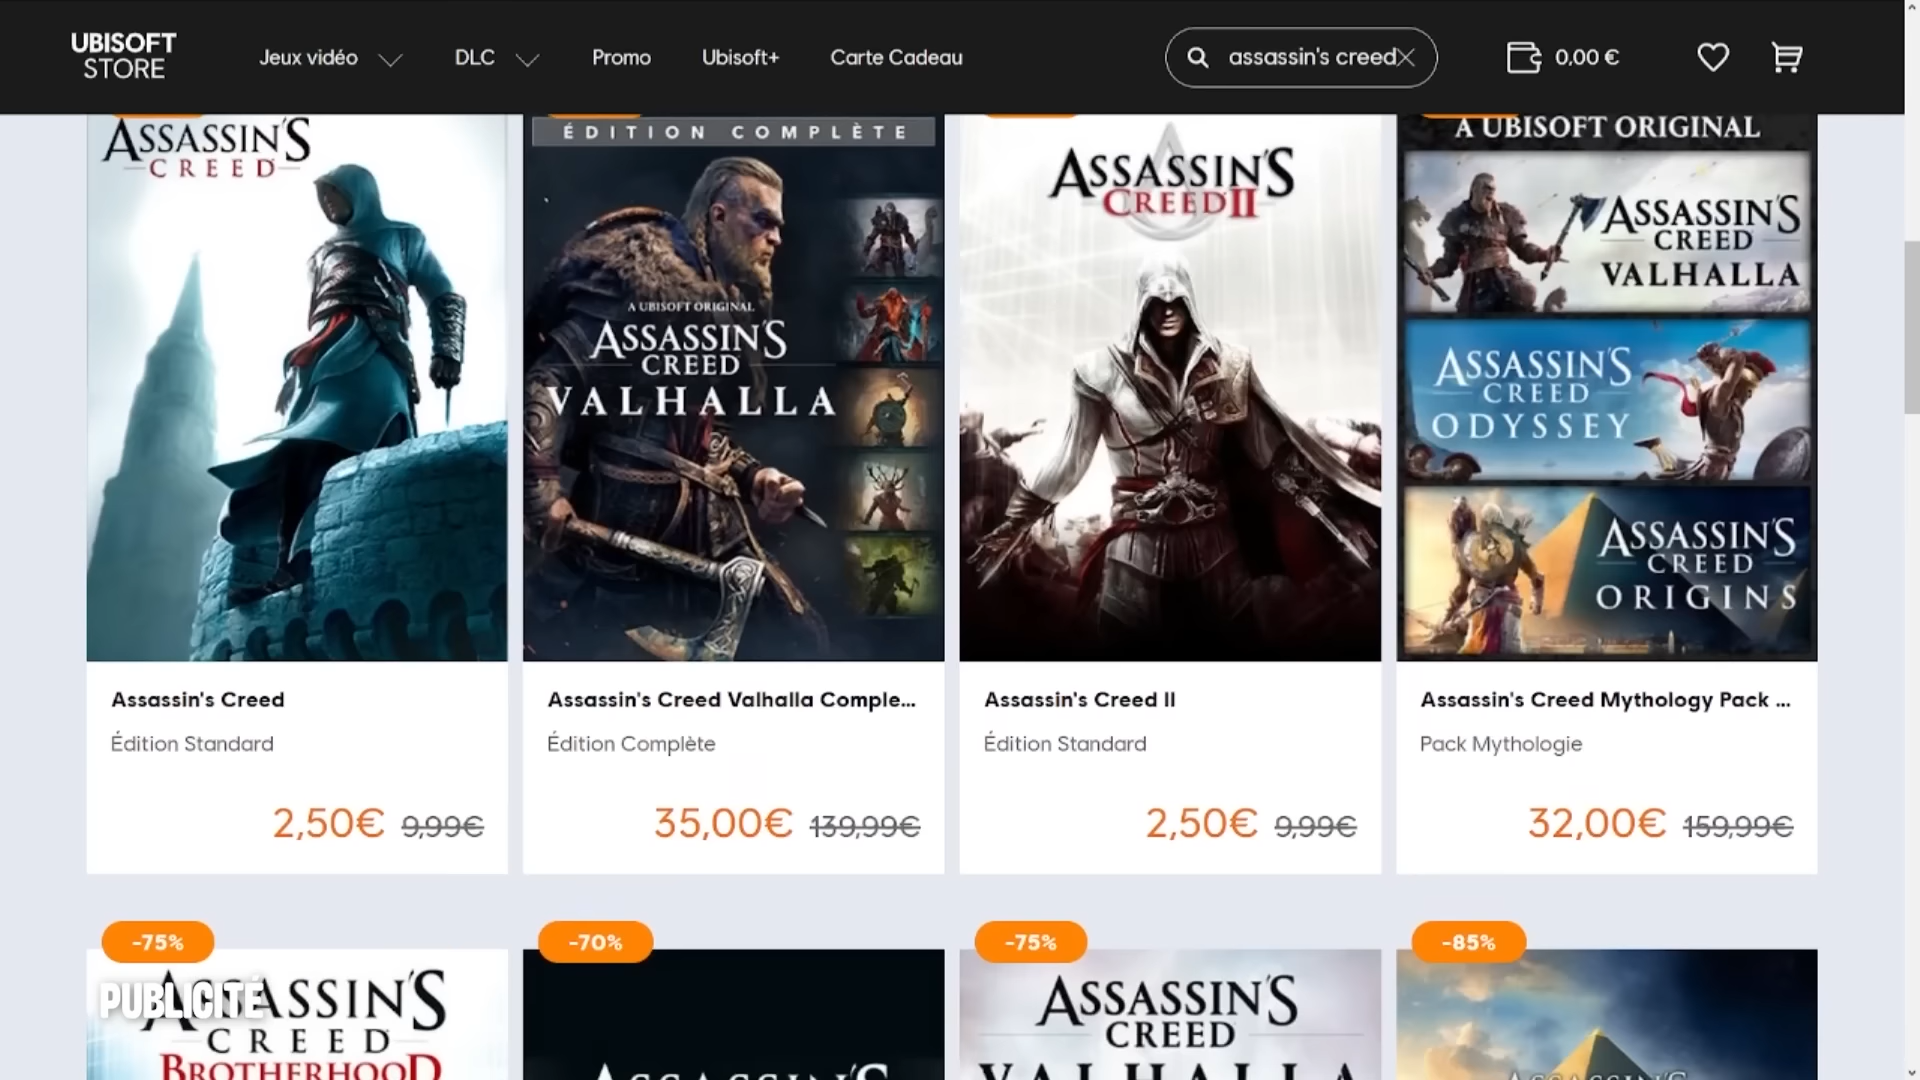 UBISOFT
STORE
Jeux vidéo
DLC
Promo
Ubisoft+
Carte Cadeau
assassin's creed
0,00 €
ASSASSIN'S
CREED
ÉDITION COMPLÈTE
A UBISOFT ORIGINAL
ASSASSIN'S
CREED
VALHALLA
ASSASSIN'S
CREED II
A UBISOFT ORIGINAL
ASSASSIN'S
CREED
VALHALLA
ASSASSIN'S
CREED
ODYSSEY
ASSASSIN'S
CREED
ORIGINS
Assassin's Creed
Édition Standard
2,50€ 9,99€
Assassin's Creed Valhalla Comple...
Édition Complète
35,00€ 139,99€
Assassin's Creed II
Édition Standard
2,50€ 9,99€
Assassin's Creed Mythology Pack ...
Pack Mythologie
32,00€ 159,99€
-75%
-70%
-75%
-85%
PUBLICITÉ
ASSASSIN'S
CREED
BROTHERHOOD
ASSASSIN'S
ASSASSIN'S
CREED
VALHALLA
ASSASSIN'S